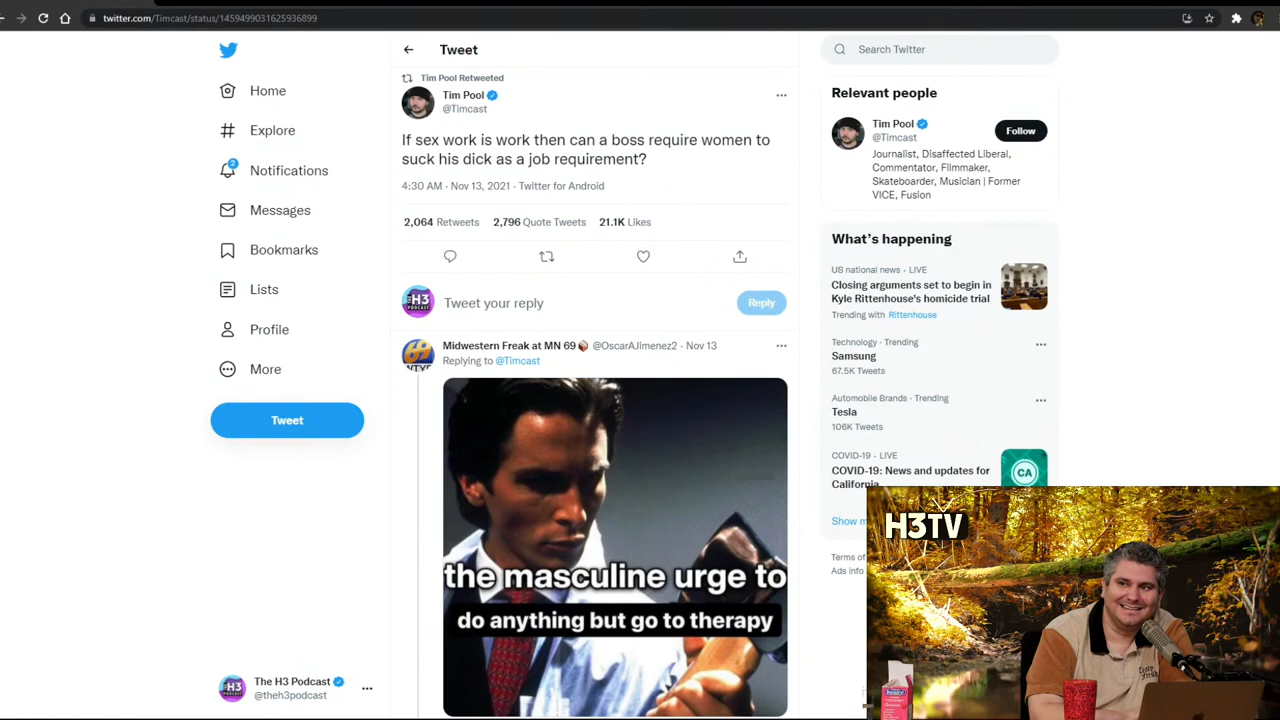 twitter.com/Timcast/status/1459499031625936899
Home
Explore
2
Notifications
Messages
Bookmarks
Lists
Profile
More
Tweet
The H3 Podcast
@theh3podcast
Tweet
Tim Pool Retweeted
Tim Pool
@Timcast
If sex work is work then can a boss require women to
suck his dick as a job requirement?
4:30 AM · Nov 13, 2021 · Twitter for Android
2,064 Retweets 2,796 Quote Tweets 21.1K Likes
Tweet your reply
Reply
Midwestern Freak at MN 69 @OscarAJimenez2 · Nov 13
Replying to @Timcast
the masculine urge to
do anything but go to therapy
Search Twitter
Relevant people
Tim Pool
@Timcast
Follow
Journalist, Disaffected Liberal,
Commentator, Filmmaker,
Skateboarder, Musician | Former
VICE, Fusion
What's happening
US national news · LIVE
Closing arguments set to begin in
Kyle Rittenhouse's homicide trial
Trending with Rittenhouse
Technology · Trending
Samsung
67.5K Tweets
Automobile Brands · Trending
Tesla
106K Tweets
COVID-19 · LIVE
COVID-19: News and updates for
California
CA
Show
Terms of
Ads info
H3TV